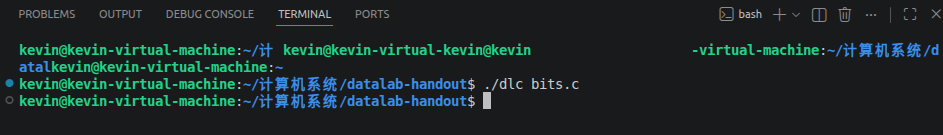 PROBLEMS OUTPUT DEBUG CONSOLE TERMINAL PORTS bash
kevin@kevin-virtual-machine:~/计 kevin@kevin-virtual-kevin@kevin -virtual-machine:~/计算机系统/d
atalkevin@kevin-virtual-machine:~
kevin@kevin-virtual-machine:~/计算机系统/datalab-handout$ ./dlc bits.c
kevin@kevin-virtual-machine:~/计算机系统/datalab-handout$